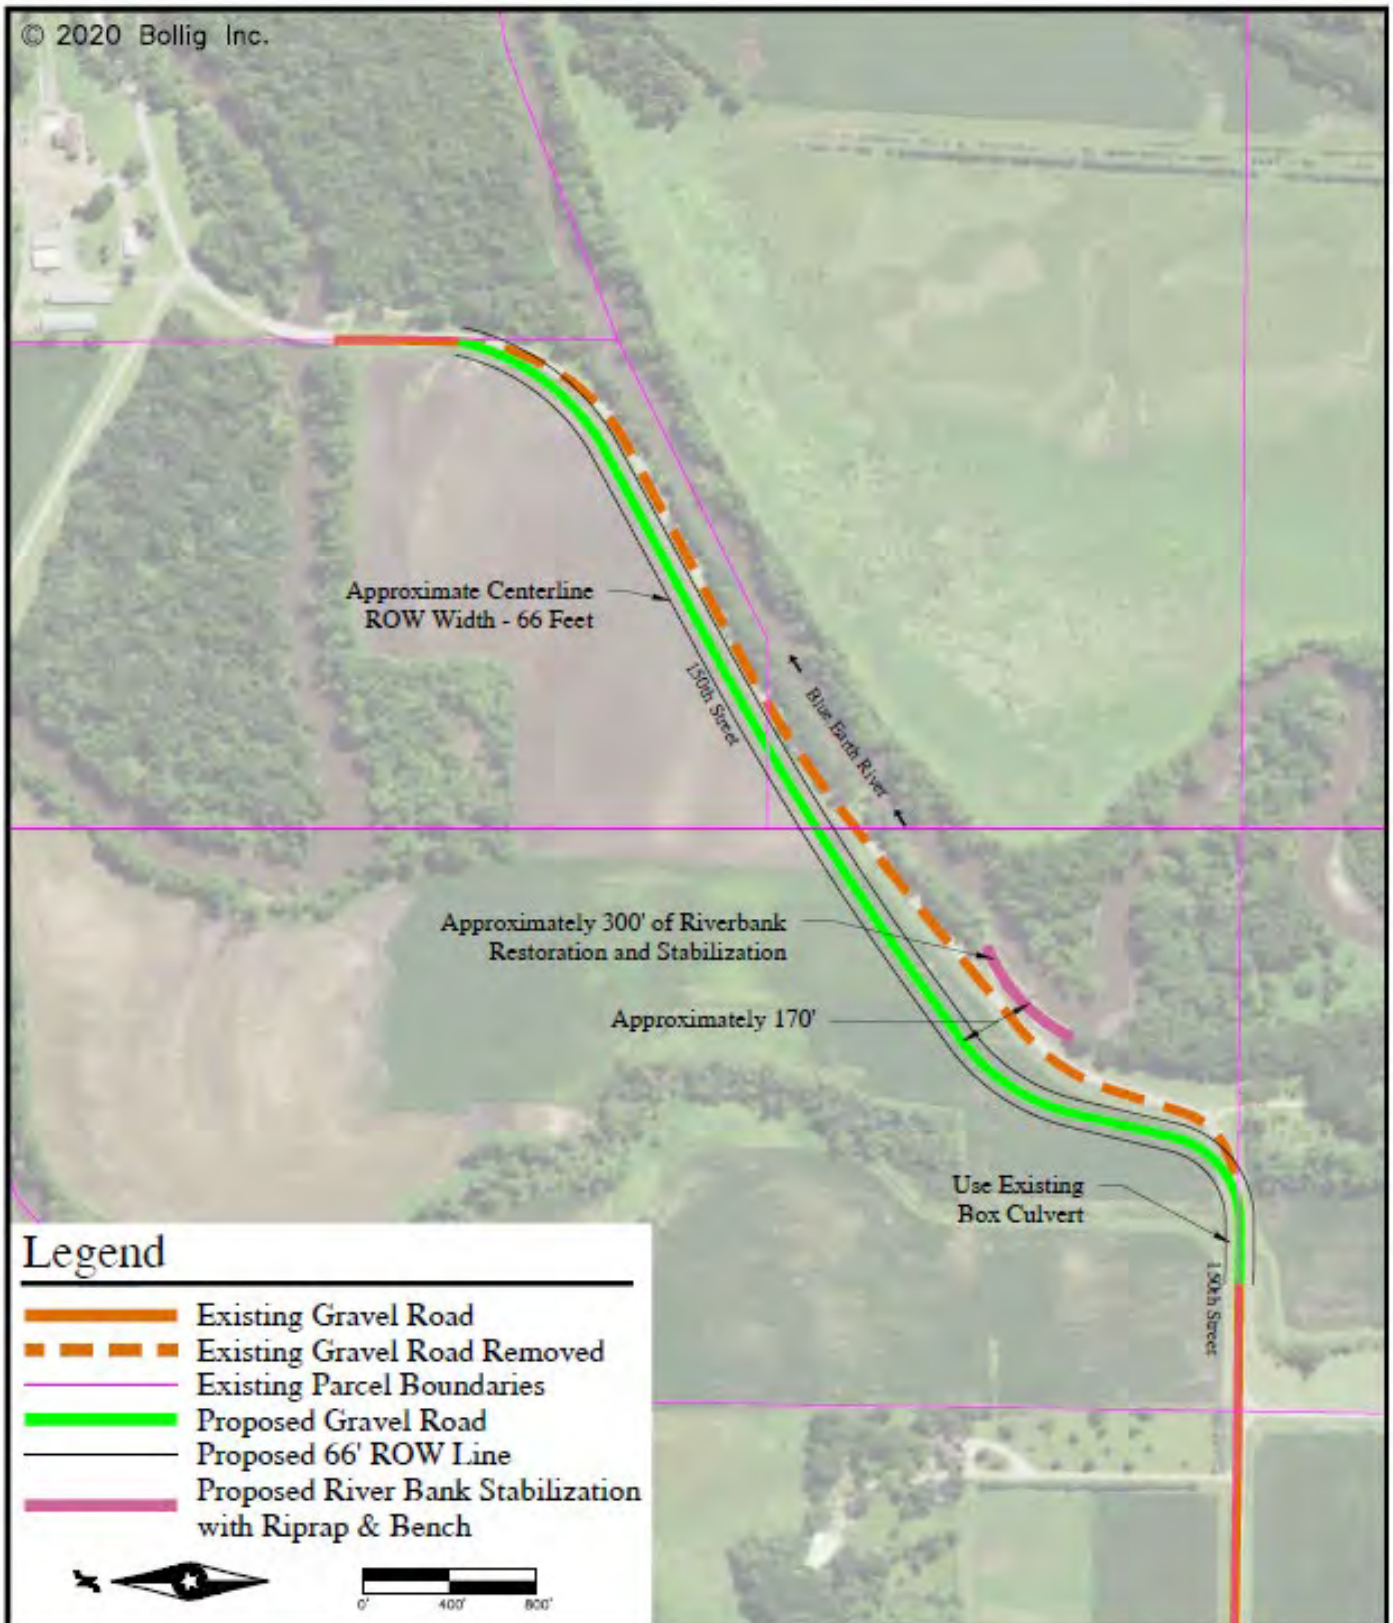 © 2020 Bollig Inc.
Approximate Centerline
ROW Width - 66 Feet
150th Street
Blue Earth River
Approximately 300' of Riverbank
Restoration and Stabilization
Approximately 170'
Use Existing
Box Culvert
150th Street
Legend
Existing Gravel Road
Existing Gravel Road Removed
Existing Parcel Boundaries
Proposed Gravel Road
Proposed 66' ROW Line
Proposed River Bank Stabilization
with Riprap & Bench
0' 400' 800'